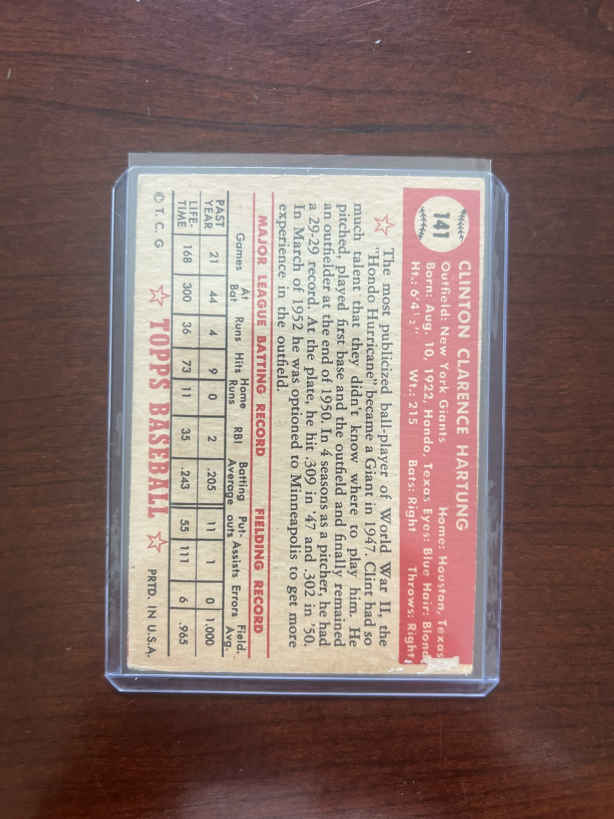 141
CLINTON CLARENCE HARTUNG
Outfield: New York Giants Home: Houston, Texas
Born: Aug. 10, 1922, Hondo, Texas Eyes: Blue Hair: Blond
Ht.: 6'4½" Wt.: 215 Bats: Right Throws: Right
The most publicized ball-player of World War II, the
"Hondo Hurricane" became a Giant in 1947. Clint had so
much talent that they didn't know where to play him. He
pitched, played first base and the outfield and finally remained
an outfielder at the end of 1950. In 4 seasons as a pitcher, he had
a 29-29 record. At the plate, he hit .309 in '47 and .302 in '50.
In March of 1952 he was optioned to Minneapolis to get more
experience in the outfield.
MAJOR LEAGUE BATTING RECORD FIELDING RECORD
Games At Bat Runs Hits Home Runs RBI Batting Average Put-outs Assists Errors Field. Avg.
PAST YEAR 21 44 4 9 0 2 .205 11 1 0 1.000
LIFE-TIME 168 300 36 73 11 35 .243 55 111 6 .965
© T. C. G TOPPS BASEBALL PRTD. IN U.S.A.